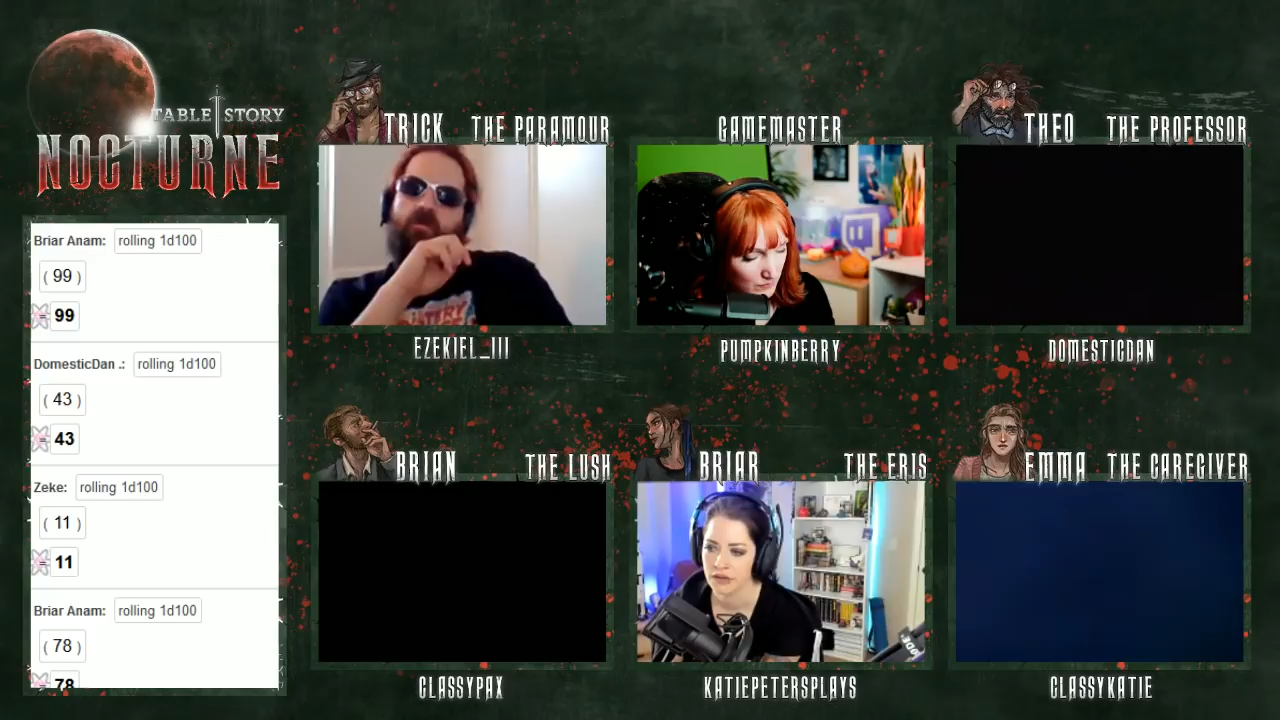 TABLE STORY
NOCTURNE
Briar Anam: rolling 1d100
( 99 )
= 99
DomesticDan .: rolling 1d100
( 43 )
= 43
Zeke: rolling 1d100
( 11 )
= 11
Briar Anam: rolling 1d100
( 78 )
= 78
TRICK THE PARAMOUR
EZEKIEL_III
GAMEMASTER
PUMPKINBERRY
THEO THE PROFESSOR
DOMESTICDAN
BRIAN THE LUSH
CLASSYPAX
BRIAR THE ERIS
KATIEPETERSPLAYS
EMMA THE CAREGIVER
CLASSYKATIE